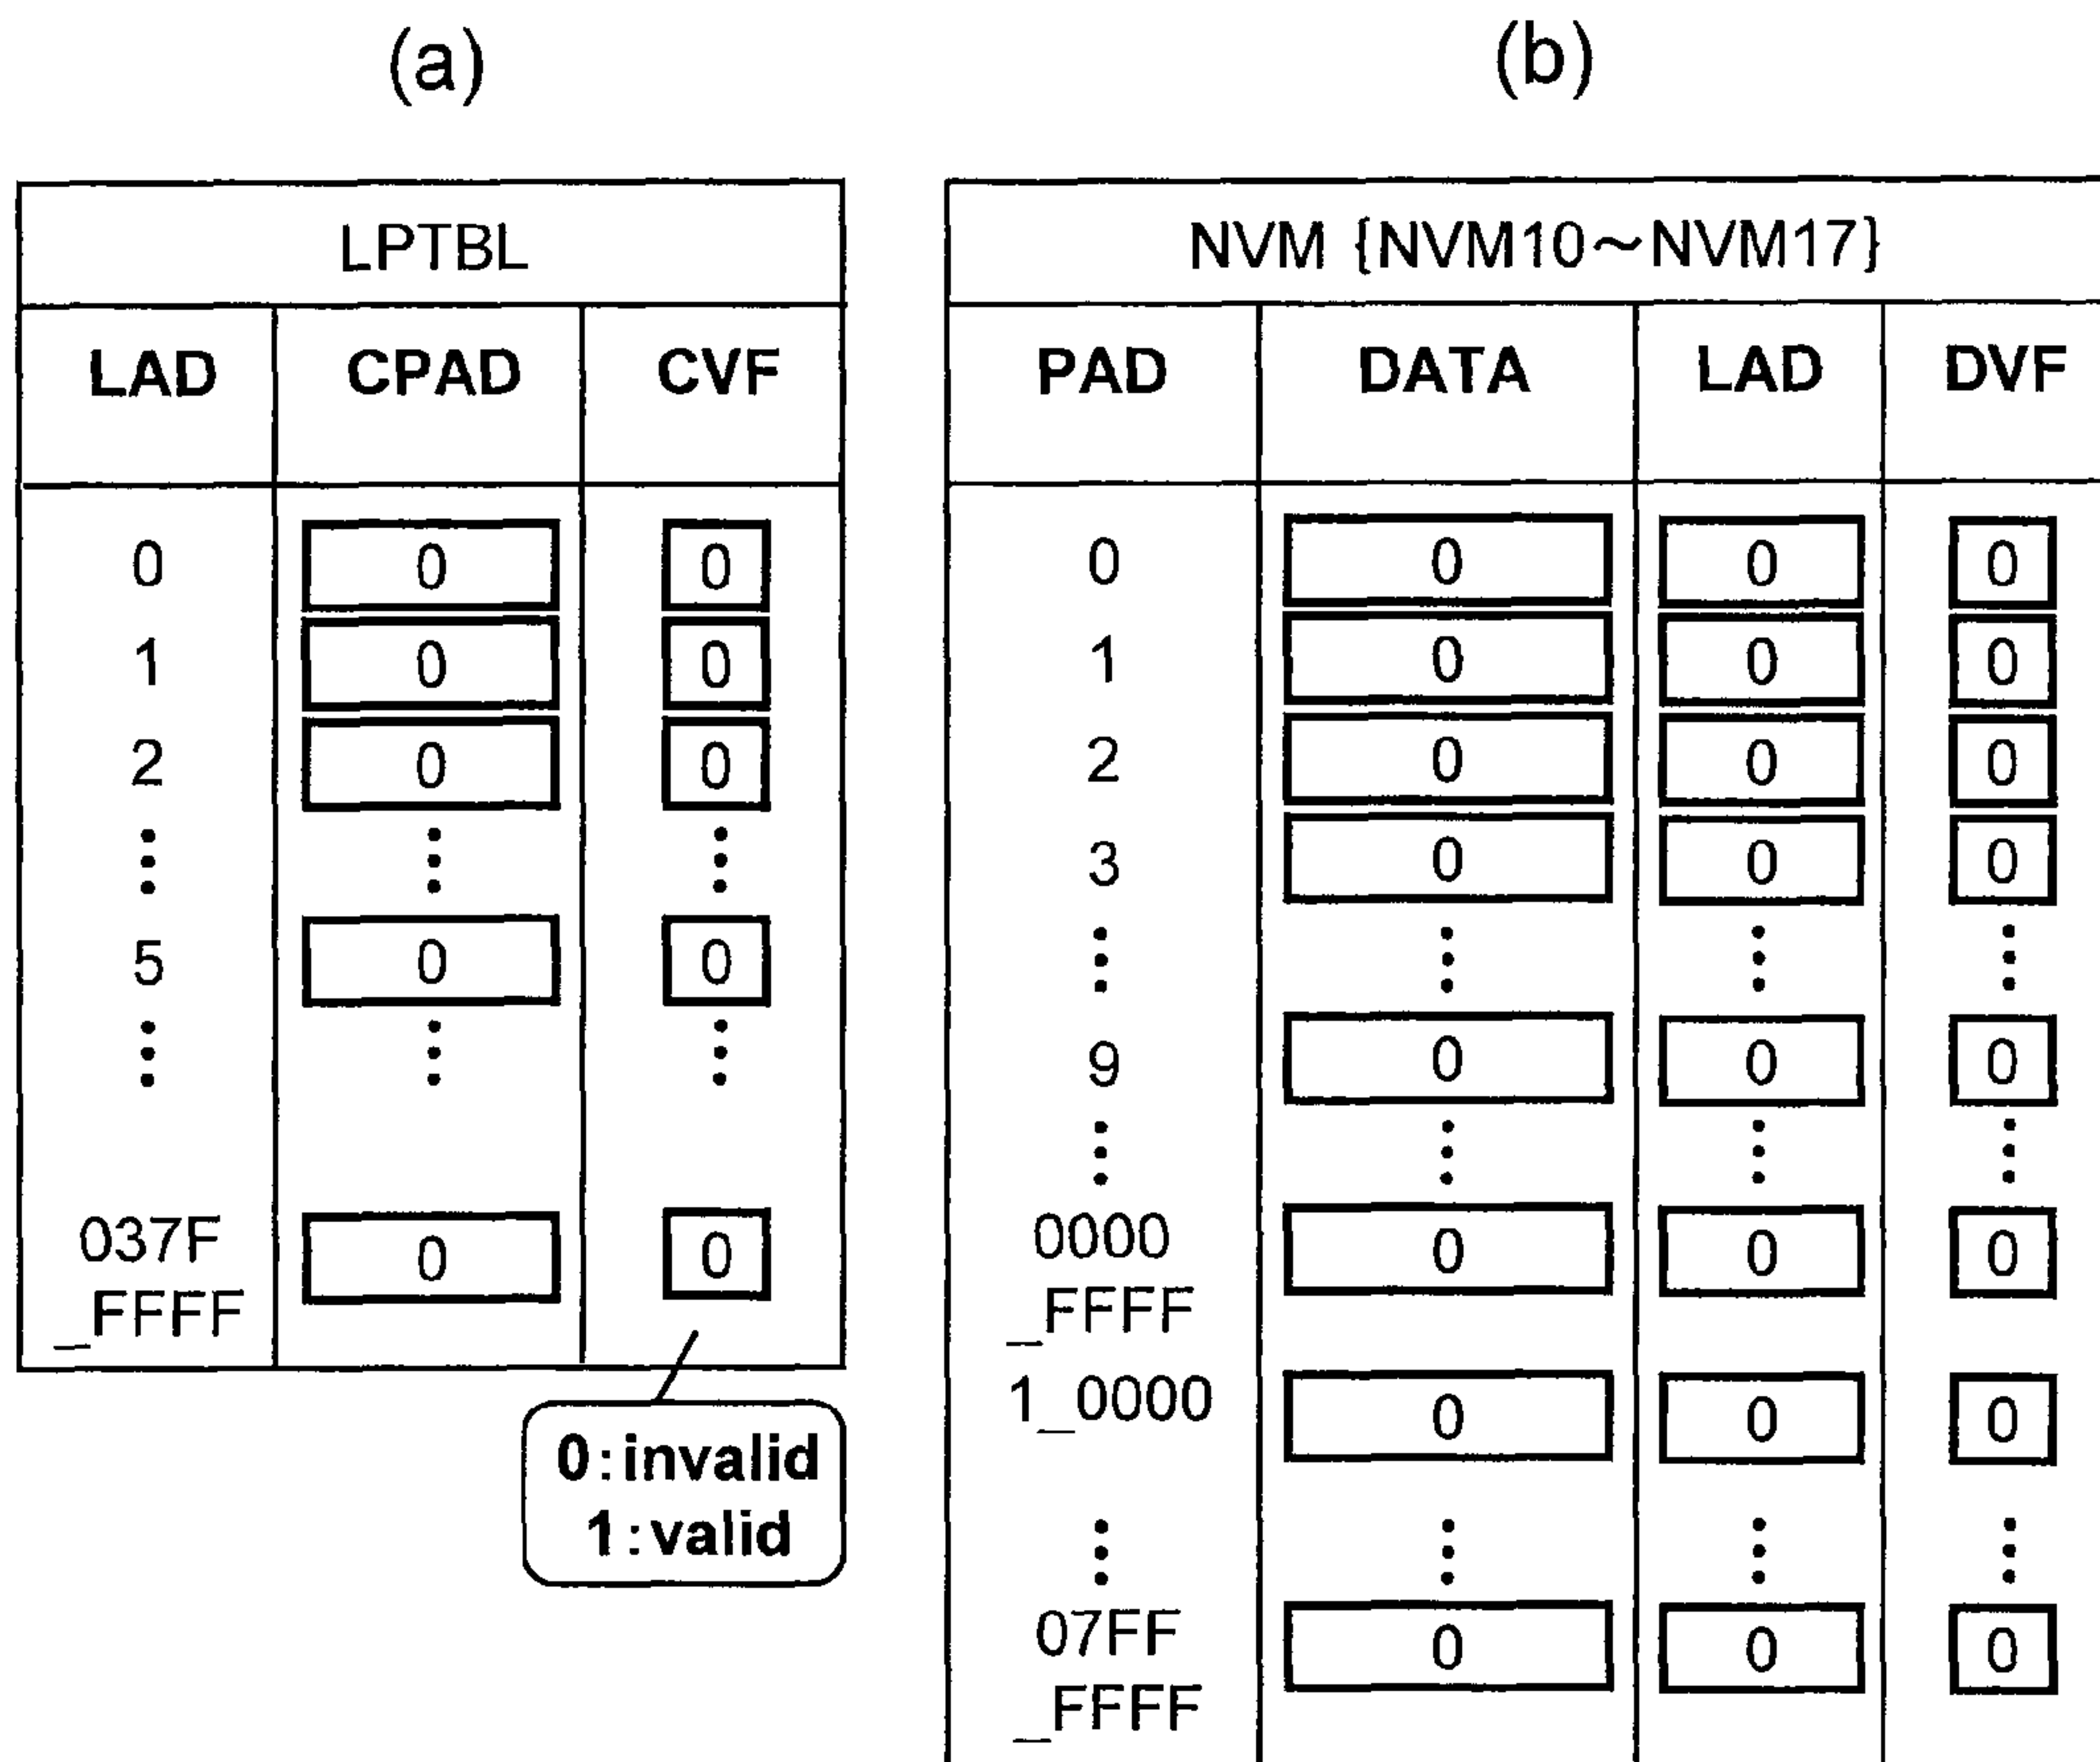 (a)
LPTBL
LAD CPAD CVF
0 0 0
1 0 0
2 0 0
5 0 0
037F
_FFFF 0 0
0:invalid
1:valid
(b)
NVM {NVM10~NVM17}
PAD DATA LAD DVF
0 0 0 0
1 0 0 0
2 0 0 0
3 0 0 0
9 0 0 0
0000
_FFFF 0 0 0
1_0000 0 0 0
07FF
_FFFF 0 0 0